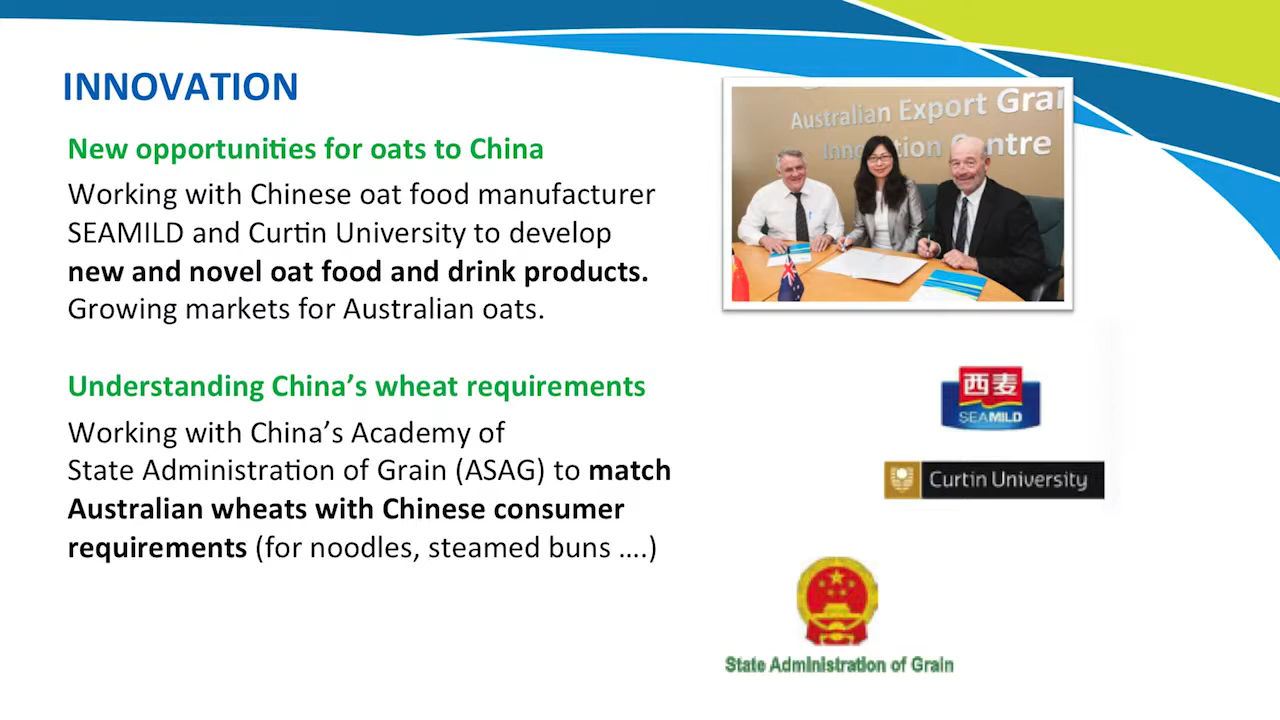 INNOVATION
New opportunities for oats to China
Working with Chinese oat food manufacturer
SEAMILD and Curtin University to develop
new and novel oat food and drink products.
Growing markets for Australian oats.
Understanding China's wheat requirements
Working with China's Academy of
State Administration of Grain (ASAG) to match
Australian wheats with Chinese consumer
requirements (for noodles, steamed buns ....)
Australian Export Grai
Centre
西麦
SEAMILD
Curtin University
State Administration of Grain